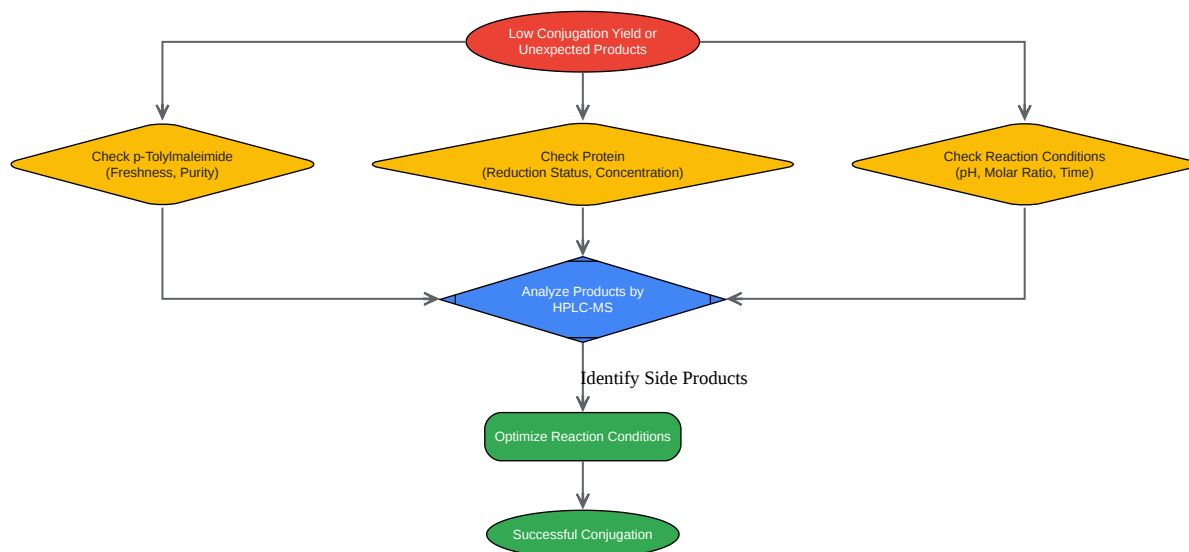 Low Conjugation Yield or
Unexpected Products
Check p-Tolylmaleimide
(Freshness, Purity)
Check Protein
(Reduction Status, Concentration)
Check Reaction Conditions
(pH, Molar Ratio, Time)
Analyze Products by
HPLC-MS
Identify Side Products
Optimize Reaction Conditions
Successful Conjugation